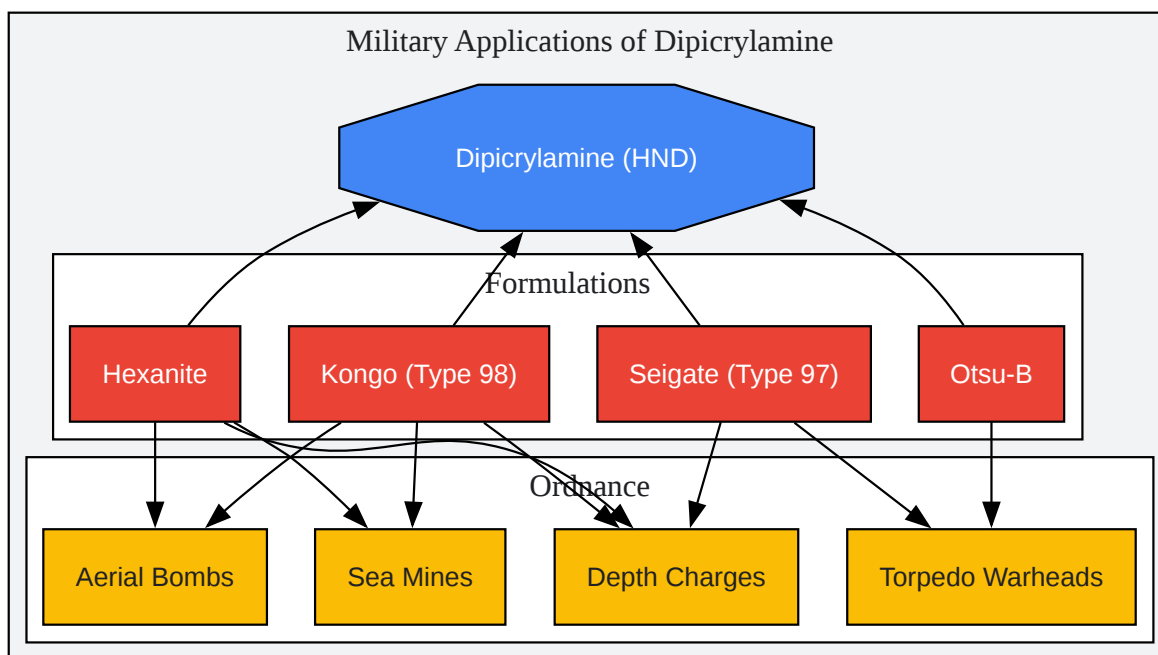 Military Applications of Dipicrylamine
Dipicrylamine (HND)
Formulations
Hexanite
Kongo (Type 98)
Seigate (Type 97)
Otsu-B
Ordnance
Aerial Bombs
Sea Mines
Depth Charges
Torpedo Warheads